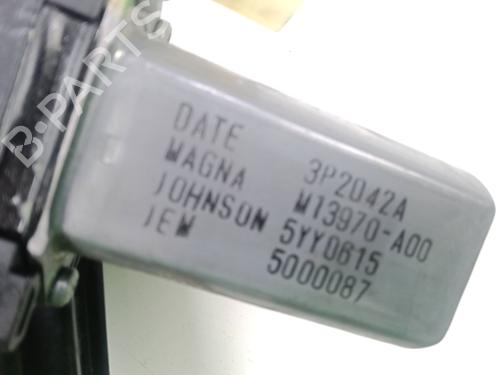 B-PARTS
DATE 3P2042A
MAGNA M13970-A00
JOHNSON 5YY0615
JEM 5000087